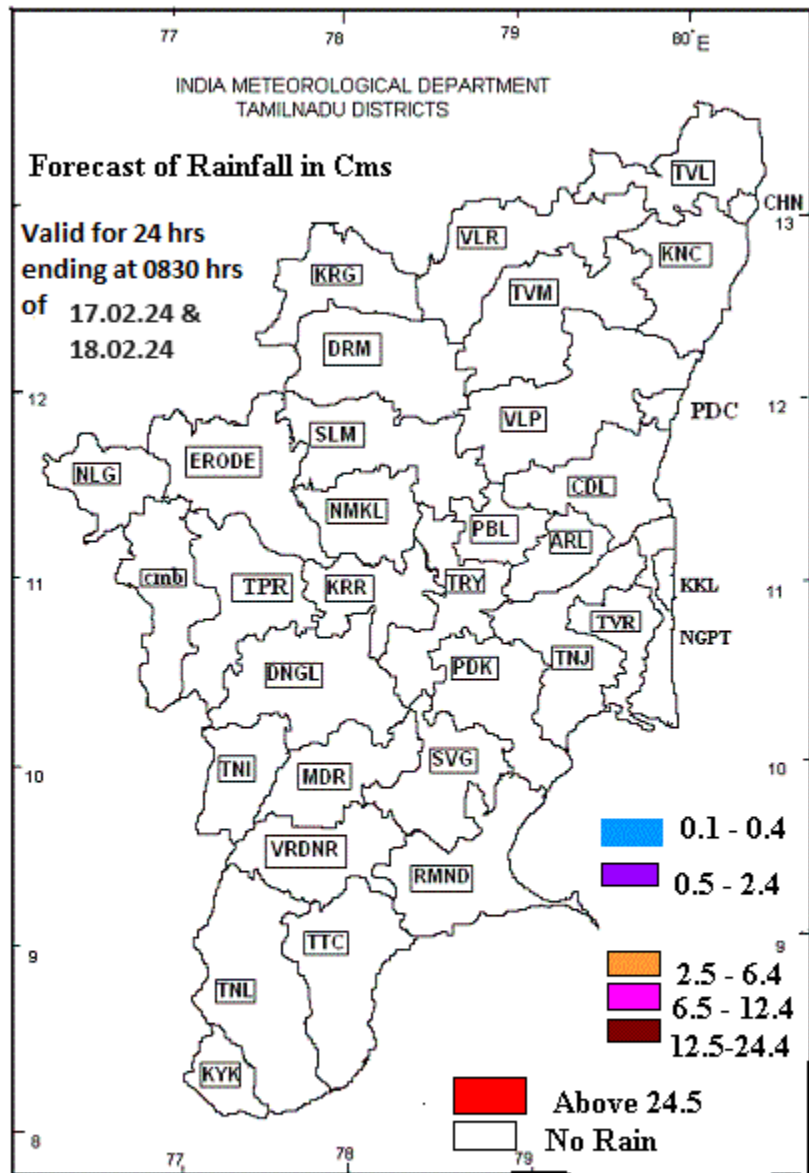 77 78 79 80°E
INDIA METEOROLOGICAL DEPARTMENT
TAMILNADU DISTRICTS
Forecast of Rainfall in Cms
TVL
CHN
13
Valid for 24 hrs
ending at 0830 hrs
of 17.02.24 &
18.02.24
VLR
KNC
KRG
TVM
DRM
12 12
PDC
VLP
SLM
ERODE
NLG
CDL
NMKL
PBL
ARL
11 11
cmb
TPR
KRR
TRY
KKL
TVR
NGPT
DNGL
PDK
TNJ
10 10
TNI
MDR
SVG
VRDNR
RMND
0.1 - 0.4
0.5 - 2.4
9 9
TTC
TNL
2.5 - 6.4
6.5 - 12.4
12.5-24.4
KYK
Above 24.5
No Rain
8
77 78 79